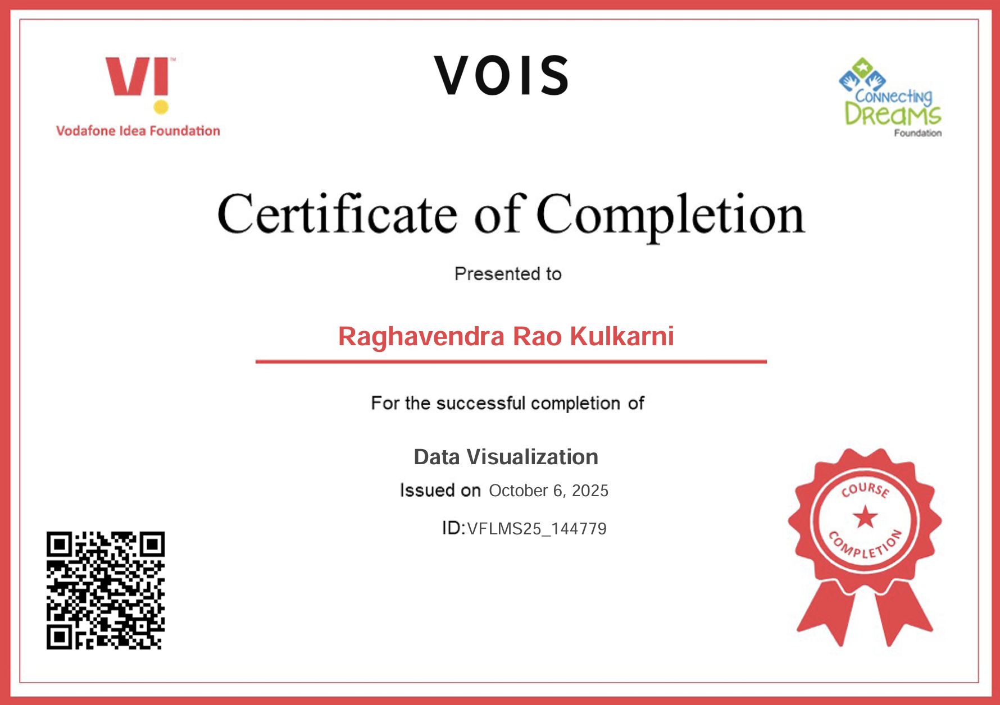 VI™
Vodafone Idea Foundation
VOIS
Connecting
Dreams
Foundation
Certificate of Completion
Presented to
Raghavendra Rao Kulkarni
For the successful completion of
Data Visualization
Issued on October 6, 2025
ID:VFLMS25_144779
COURSE
COMPLETION